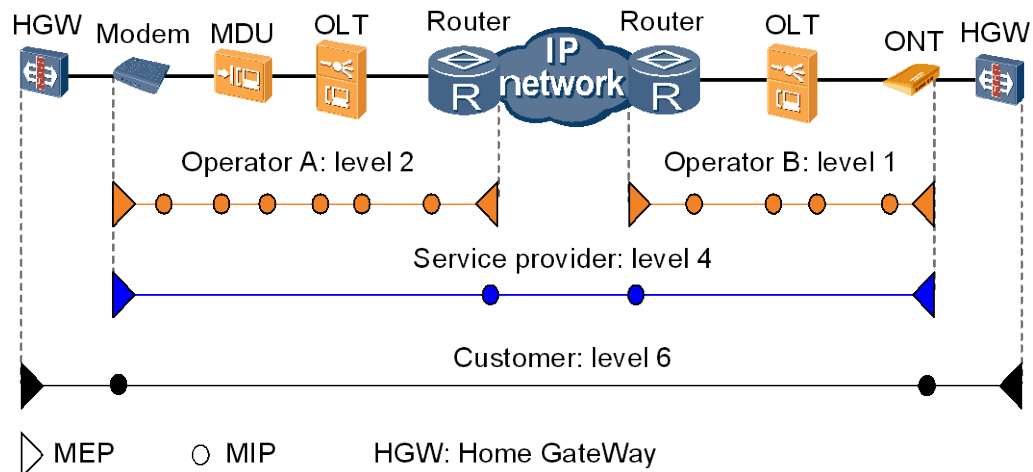 HGW
Modem
MDU
OLT
Router
Router
OLT
ONT
HGW
IP
network
R
R
Operator A: level 2
Operator B: level 1
Service provider: level 4
Customer: level 6
MEP
MIP
HGW: Home GateWay